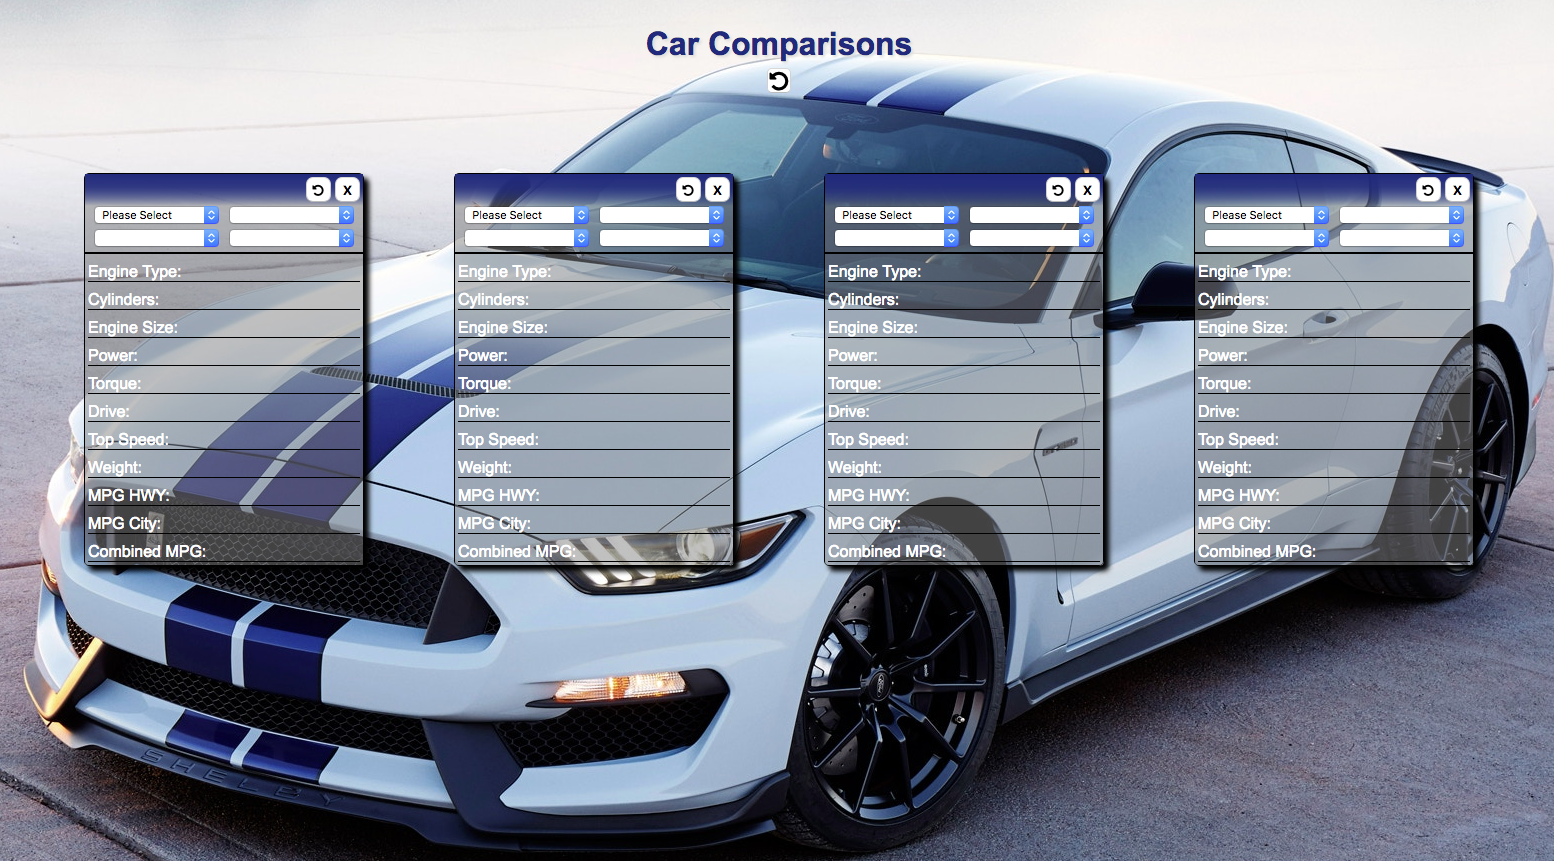 Car Comparisons
X
Please Select
Engine Type:
Cylinders:
Engine Size:
Power:
Torque:
Drive:
Top Speed:
Weight:
MPG HWY:
MPG City:
Combined MPG:
X
Please Select
Engine Type:
Cylinders:
Engine Size:
Power:
Torque:
Drive:
Top Speed:
Weight:
MPG HWY:
MPG City:
Combined MPG:
X
Please Select
Engine Type:
Cylinders:
Engine Size:
Power:
Torque:
Drive:
Top Speed:
Weight:
MPG HWY:
MPG City:
Combined MPG:
X
Please Select
Engine Type:
Cylinders:
Engine Size:
Power:
Torque:
Drive:
Top Speed:
Weight:
MPG HWY:
MPG City:
Combined MPG:
SHELBY